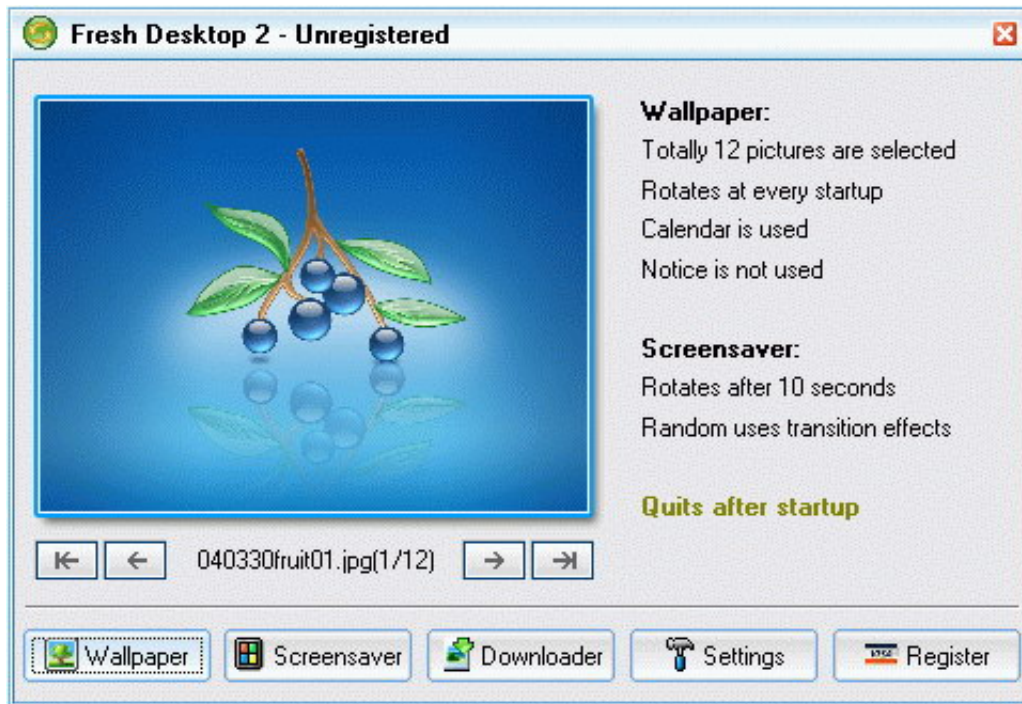 Fresh Desktop 2 - Unregistered
Wallpaper:
Totally 12 pictures are selected
Rotates at every startup
Calendar is used
Notice is not used
Screensaver:
Rotates after 10 seconds
Random uses transition effects
Quits after startup
040330fruit01.jpg(1/12)
Wallpaper
Screensaver
Downloader
Settings
Register